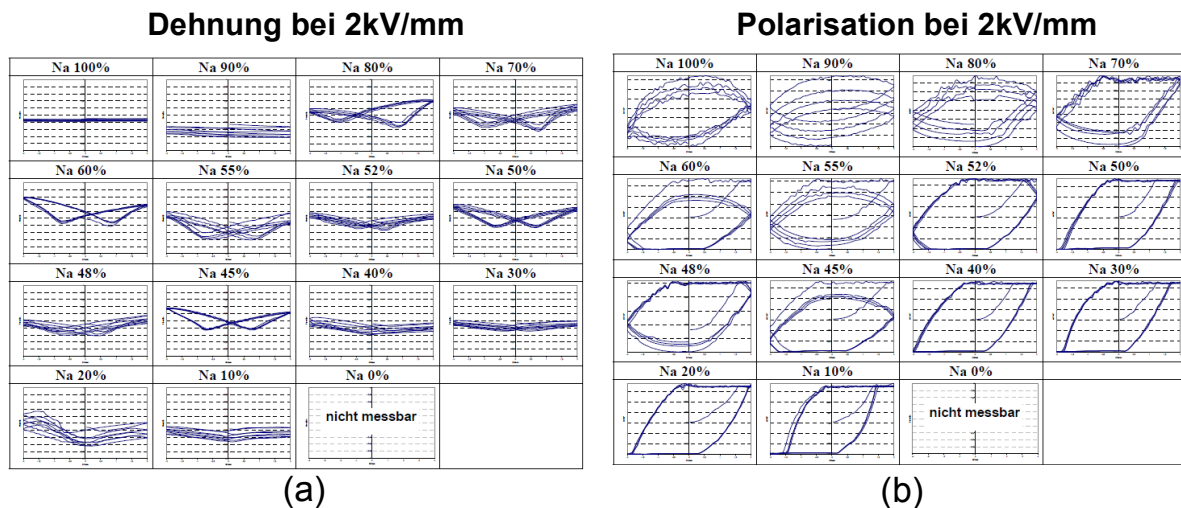 Dehnung bei 2kV/mm
Na 100% Na 90% Na 80% Na 70%
Na 60% Na 55% Na 52% Na 50%
Na 48% Na 45% Na 40% Na 30%
Na 20% Na 10% Na 0%
nicht messbar
(a)
Polarisation bei 2kV/mm
Na 100% Na 90% Na 80% Na 70%
Na 60% Na 55% Na 52% Na 50%
Na 48% Na 45% Na 40% Na 30%
Na 20% Na 10% Na 0%
nicht messbar
(b)